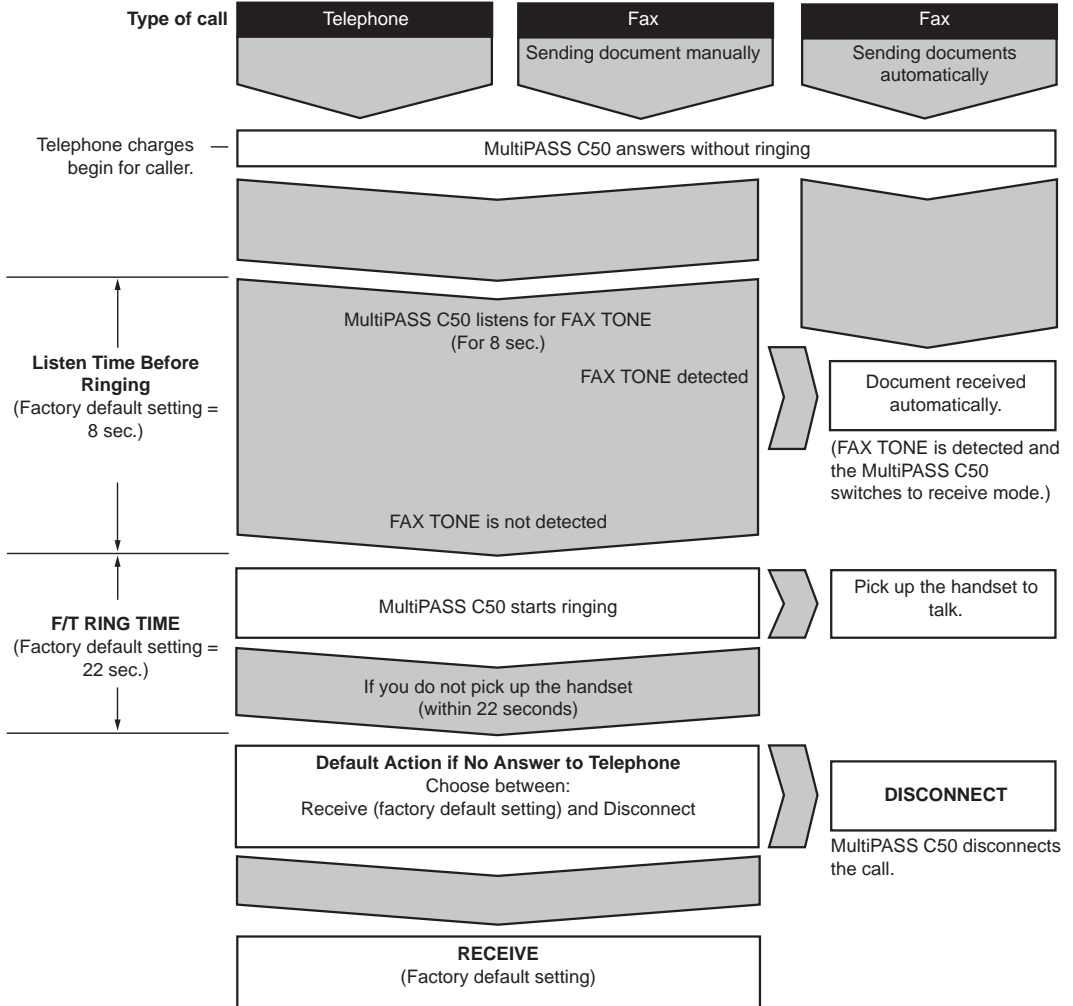 Type of call
Telephone
Fax
Fax
Sending document manually
Sending documents
automatically
Telephone charges
begin for caller.
MultiPASS C50 answers without ringing
MultiPASS C50 listens for FAX TONE
(For 8 sec.)
Listen Time Before
Ringing
(Factory default setting =
8 sec.)
FAX TONE detected
Document received
automatically.
(FAX TONE is detected and
the MultiPASS C50
switches to receive mode.)
FAX TONE is not detected
F/T RING TIME
(Factory default setting =
22 sec.)
MultiPASS C50 starts ringing
Pick up the handset to
talk.
If you do not pick up the handset
(within 22 seconds)
Default Action if No Answer to Telephone
Choose between:
Receive (factory default setting) and Disconnect
DISCONNECT
MultiPASS C50 disconnects
the call.
RECEIVE
(Factory default setting)